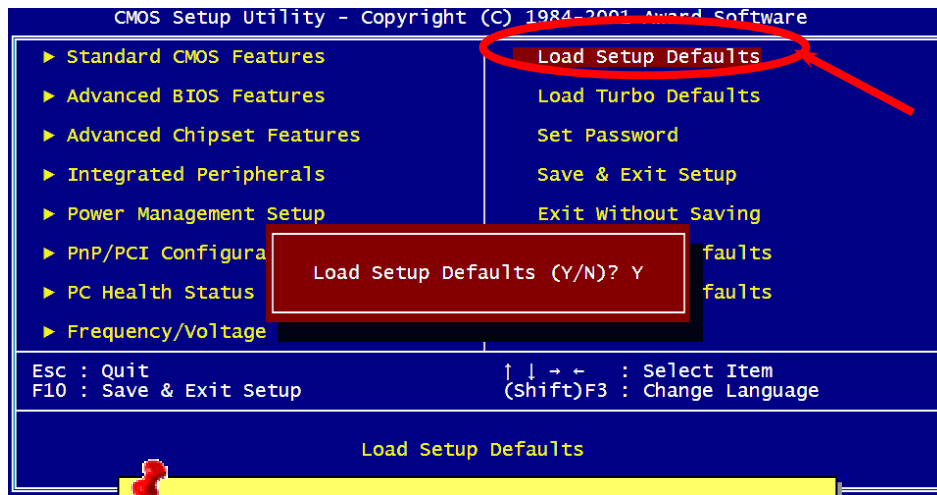 CMOS Setup Utility - Copyright (C) 1984-2001 Award Software
▶ Standard CMOS Features
▶ Advanced BIOS Features
▶ Advanced Chipset Features
▶ Integrated Peripherals
▶ Power Management Setup
▶ PnP/PCI Configura
▶ PC Health Status
▶ Frequency/Voltage
Load Setup Defaults
Load Turbo Defaults
Set Password
Save & Exit Setup
Exit Without Saving
faults
faults
Load Setup Defaults (Y/N)? Y
Esc : Quit
F10 : Save & Exit Setup
↑ ↓ → ← : Select Item
(Shift)F3 : Change Language
Load Setup Defaults